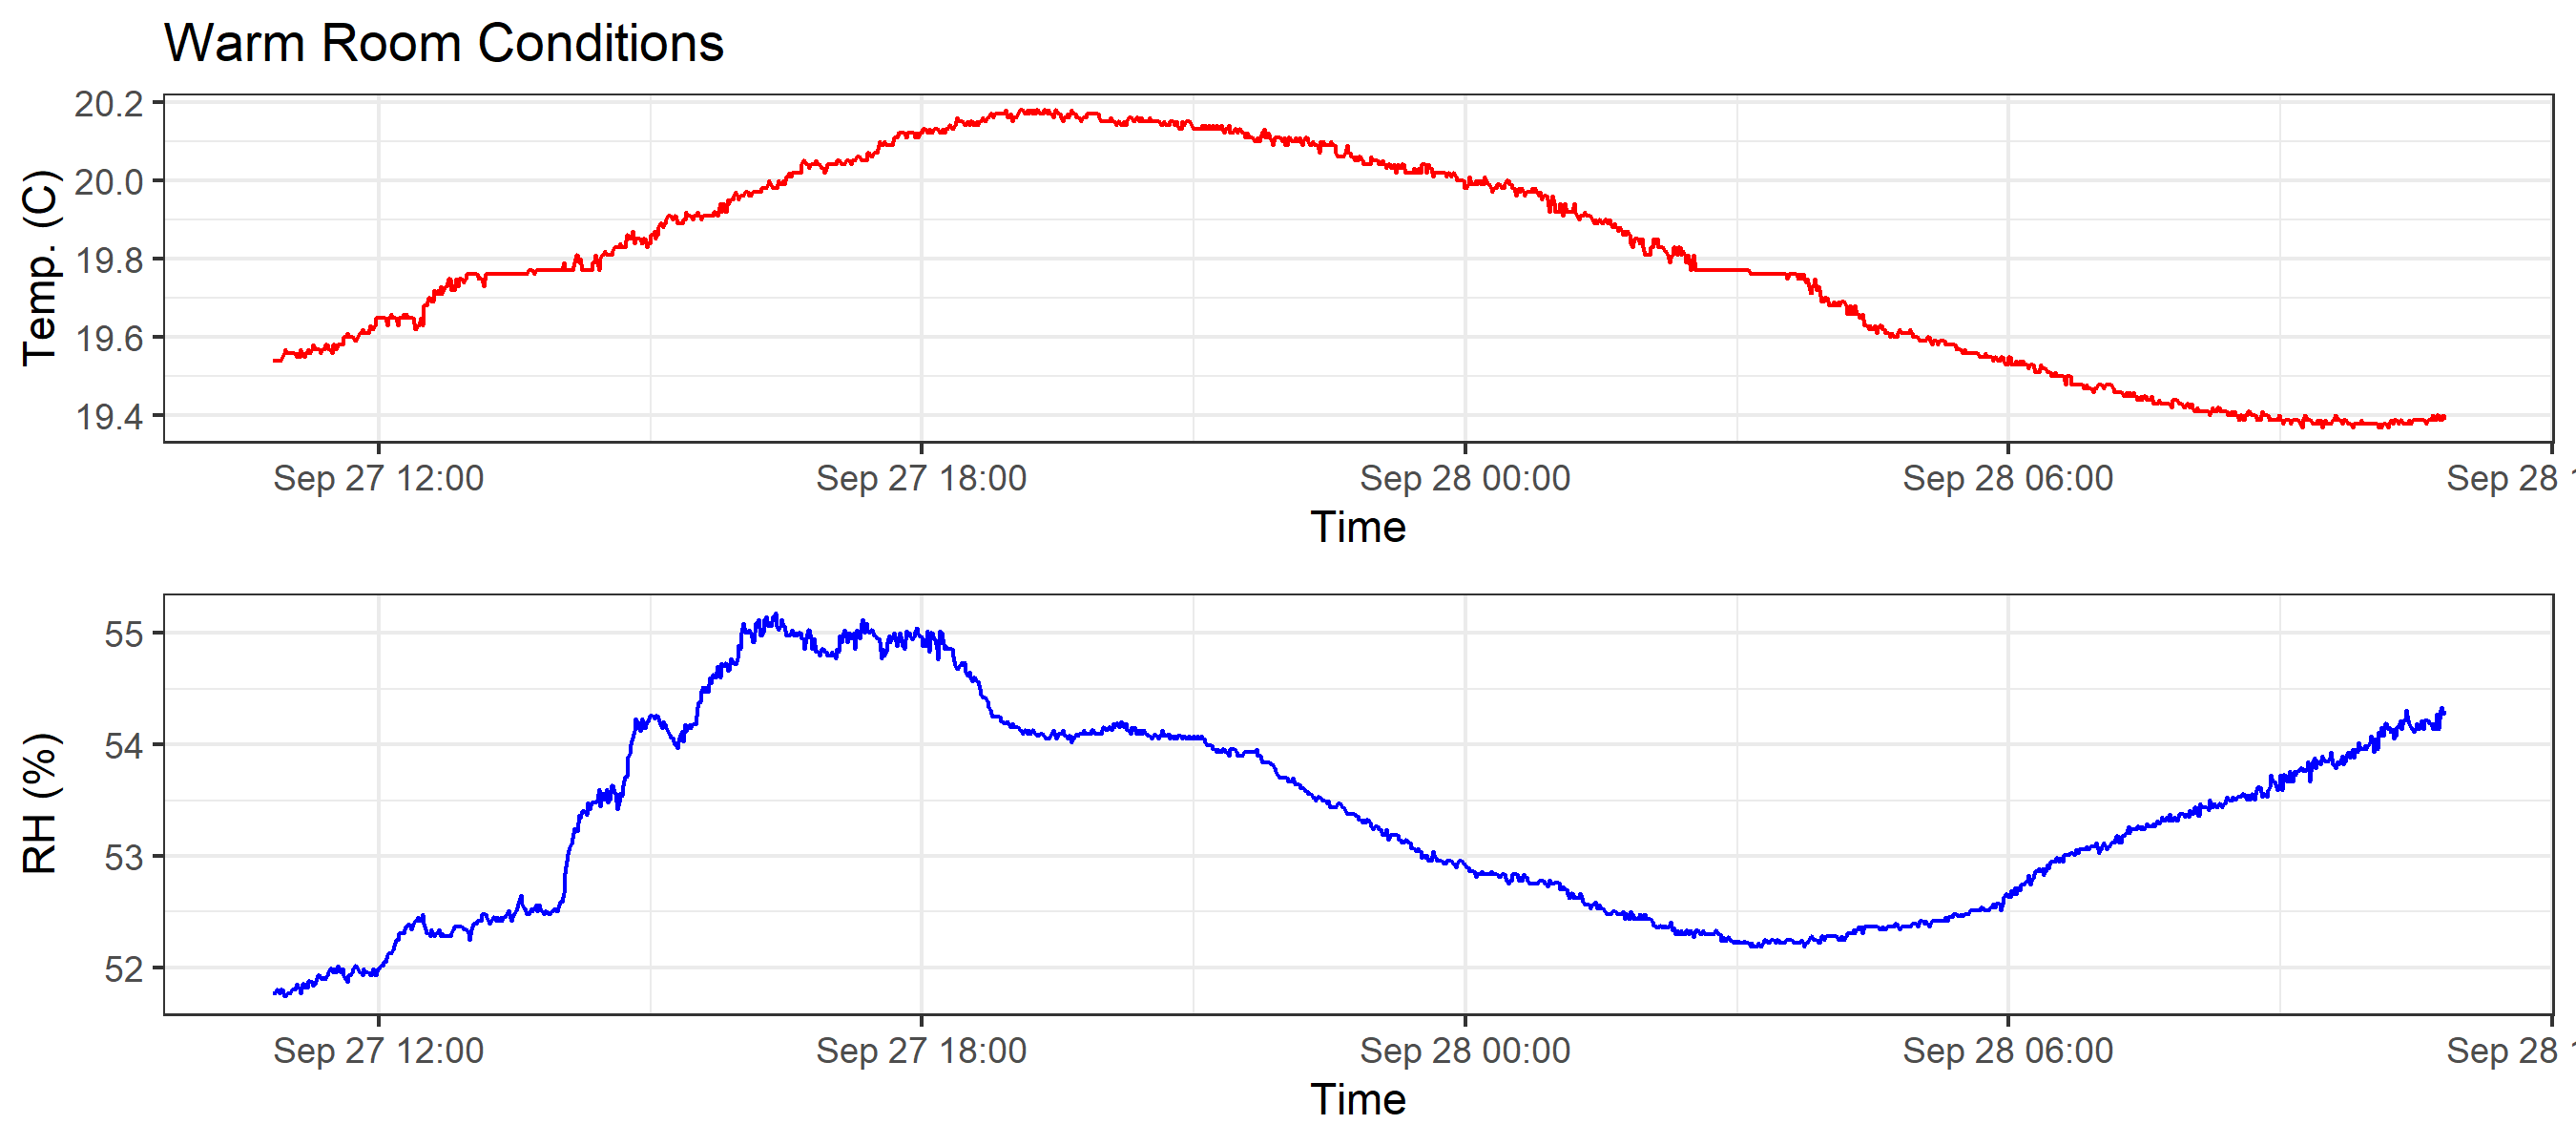 Warm Room Conditions
20.2
20.0
19.8
19.6
19.4
Temp. (C)
Sep 27 12:00 Sep 27 18:00 Sep 28 00:00 Sep 28 06:00 Sep 28 1
Time
55
54
53
52
RH (%)
Sep 27 12:00 Sep 27 18:00 Sep 28 00:00 Sep 28 06:00 Sep 28 1
Time